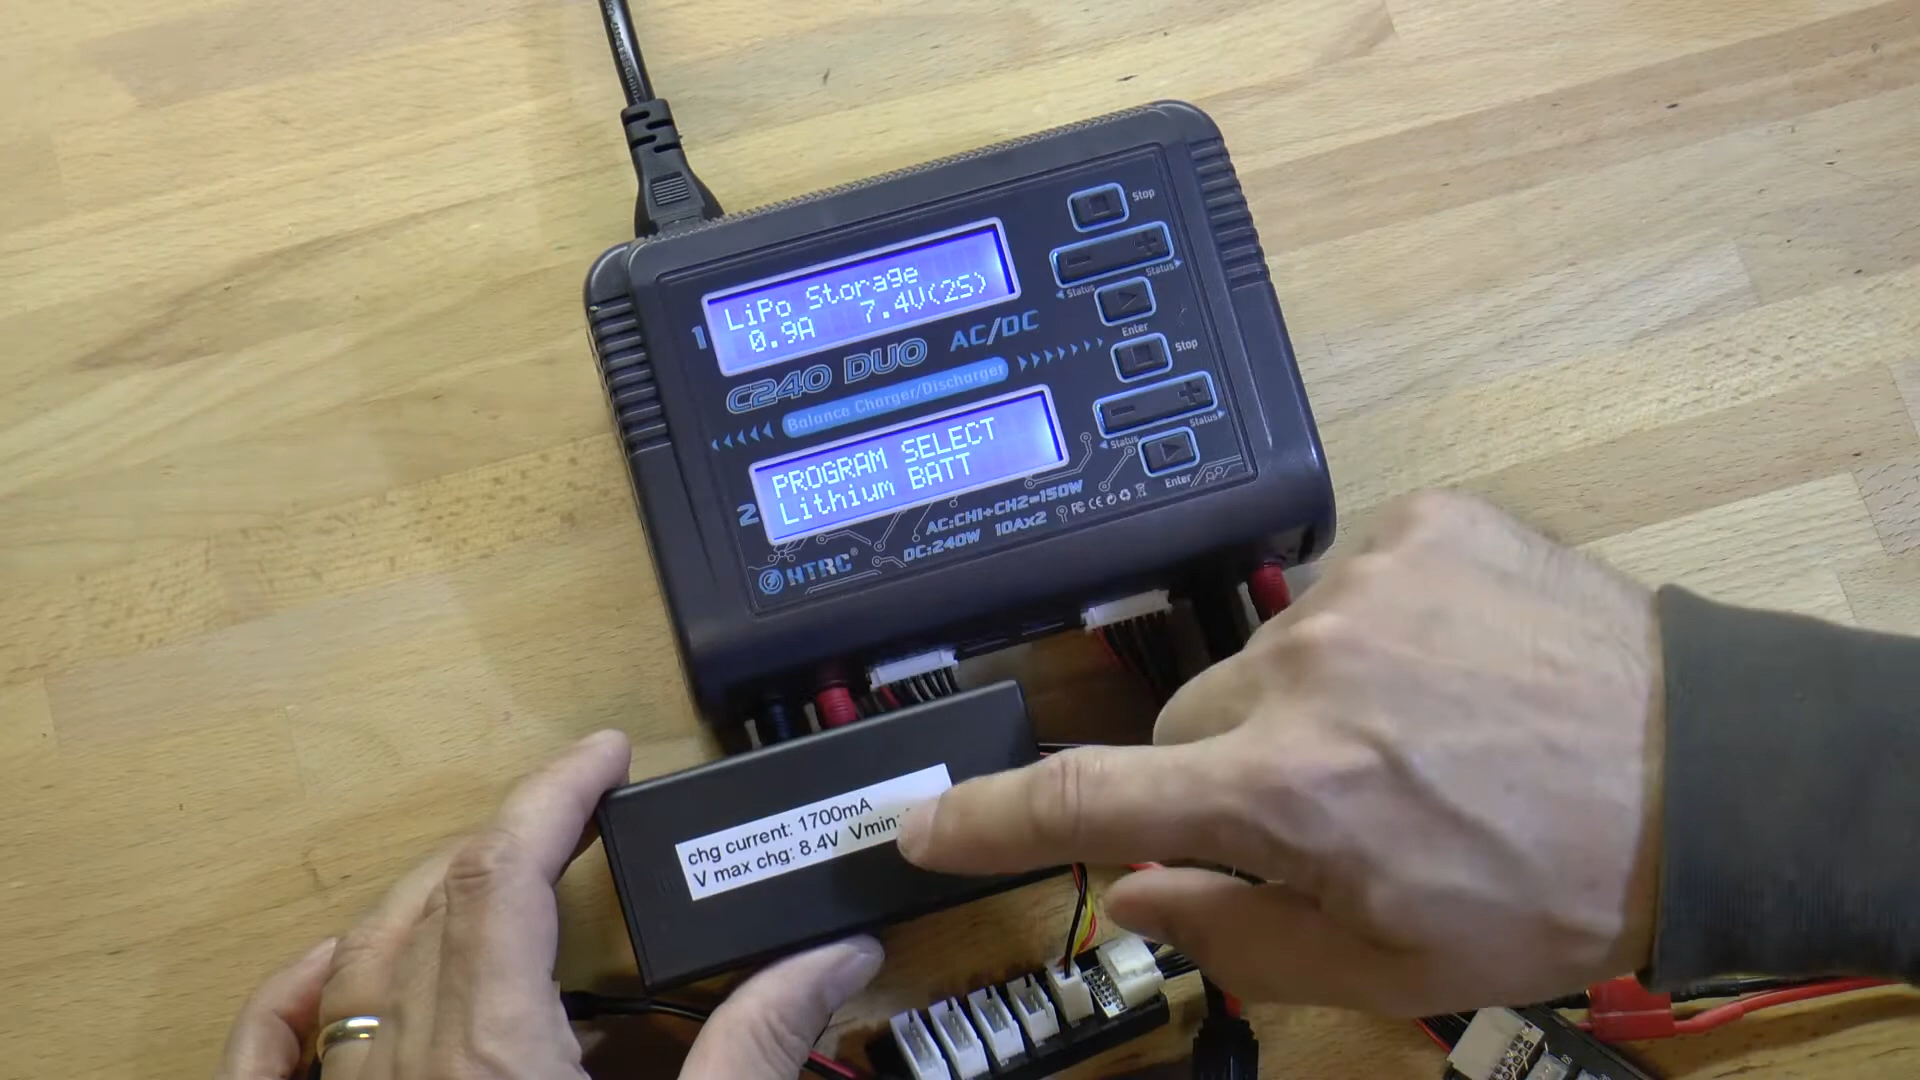 Stop
Status
Status
Enter
1
LiPo Storage
0.9A 7.4V(2S)
C240 DUO AC/DC
Balance Charger/Discharger
Stop
Status
Status
Enter
2
PROGRAM SELECT
Lithium BATT
AC:CH1+CH2=150W
DC:240W 10Ax2
FC CE
HTRC®
chg current: 1700mA
V max chg: 8.4V Vmin: